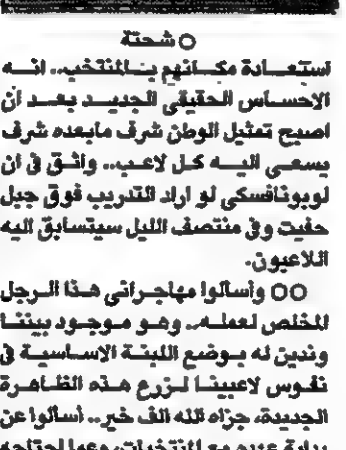 ○ شحتة
استعادة مكانهم بالمنتخب.. انه
الاحساس الحقيقي الجديد بعد أن
اصبح تمثيل الوطن شرف مابعده شرف
يسعى اليه كل لاعب.. واثق في ان
لوبونافسكي لو اراد التدريب فوق جبل
حفيت وفي منتصف الليل سيتسابق اليه
اللاعبون.
○○ وأسألوا مهاجراني هذا الرجل
المخلص لعمله.. وهو موجود بيننا
وندين له بوضع اللبنة الاساسية في
نفوس لاعبينا لزرع هذه الظاهرة
الجديدة، جزاه الله الف خير.. أسألوا عن